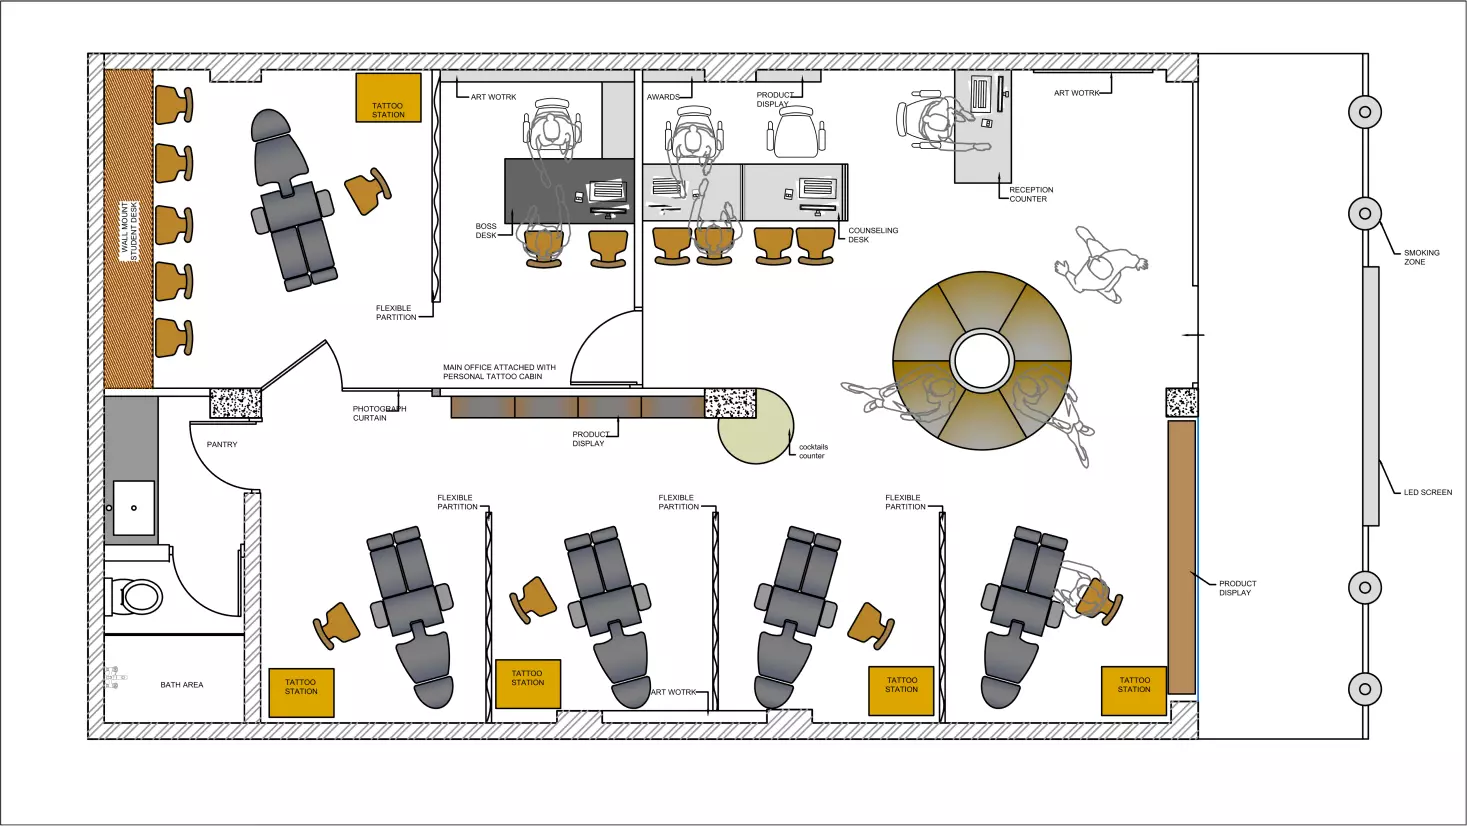 TATTOO
STATION
ART WOTRK
AWARDS
PRODUCT
DISPLAY
ART WOTRK
RECEPTION
COUNTER
WALL MOUNT
STUDENT DESK
BOSS
DESK
COUNSELING
DESK
SMOKING
ZONE
FLEXIBLE
PARTITION
MAIN OFFICE ATTACHED WITH
PERSONAL TATTOO CABIN
PHOTOGRAPH
CURTAIN
PRODUCT
DISPLAY
PANTRY
cocktails
counter
LED SCREEN
FLEXIBLE
PARTITION
FLEXIBLE
PARTITION
FLEXIBLE
PARTITION
PRODUCT
DISPLAY
BATH AREA
TATTOO
STATION
TATTOO
STATION
ART WOTRK
TATTOO
STATION
TATTOO
STATION